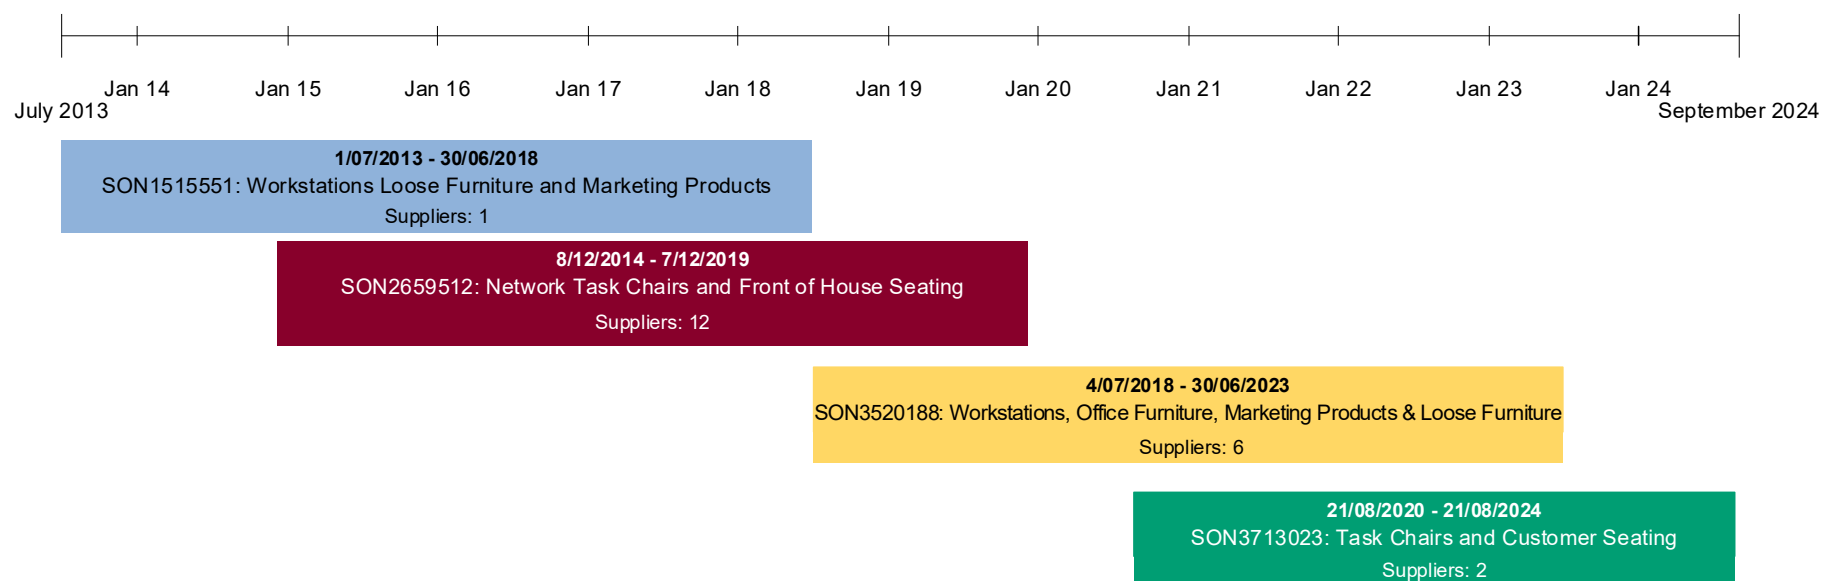 Jan 14
Jan 15
Jan 16
Jan 17
Jan 18
Jan 19
Jan 20
Jan 21
Jan 22
Jan 23
Jan 24
July 2013
September 2024
1/07/2013 - 30/06/2018
SON1515551: Workstations Loose Furniture and Marketing Products
Suppliers: 1
8/12/2014 - 7/12/2019
SON2659512: Network Task Chairs and Front of House Seating
Suppliers: 12
4/07/2018 - 30/06/2023
SON3520188: Workstations, Office Furniture, Marketing Products & Loose Furniture
Suppliers: 6
21/08/2020 - 21/08/2024
SON3713023: Task Chairs and Customer Seating
Suppliers: 2